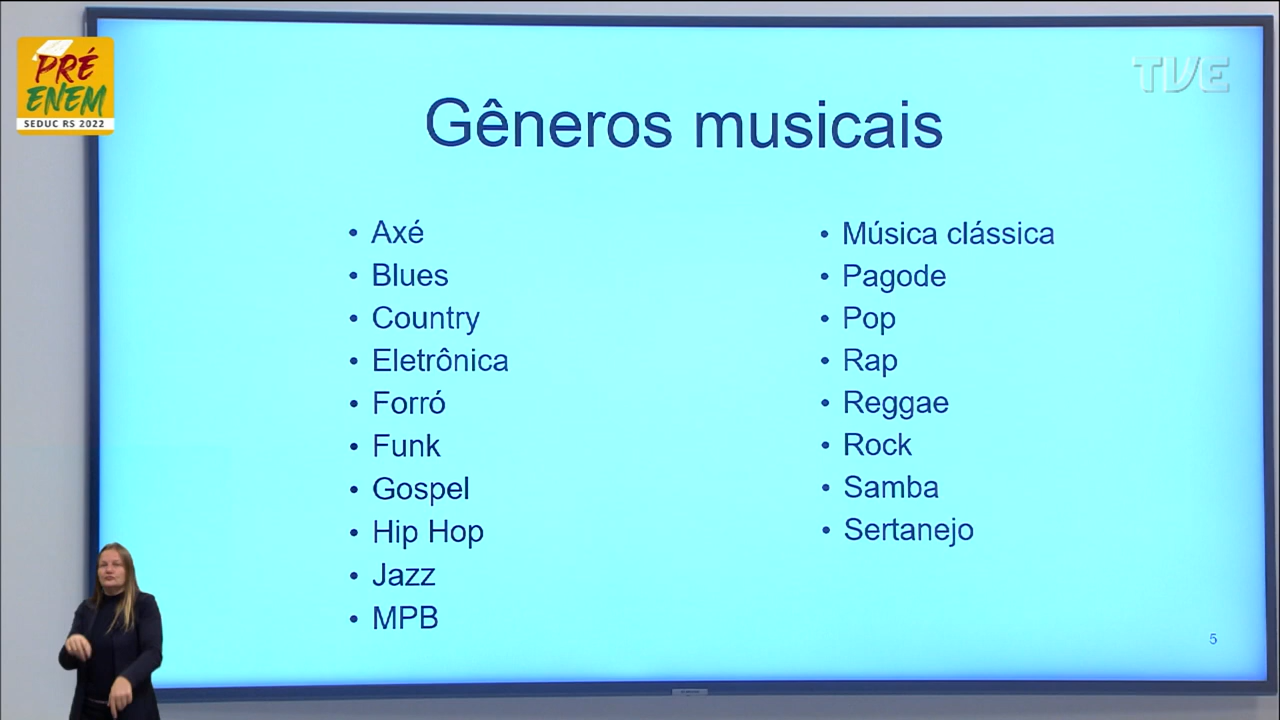 PRÉ
ENEM
SEDUC RS 2022
TVE
Gêneros musicais
• Axé
• Blues
• Country
• Eletrônica
• Forró
• Funk
• Gospel
• Hip Hop
• Jazz
• MPB
• Música clássica
• Pagode
• Pop
• Rap
• Reggae
• Rock
• Samba
• Sertanejo
5